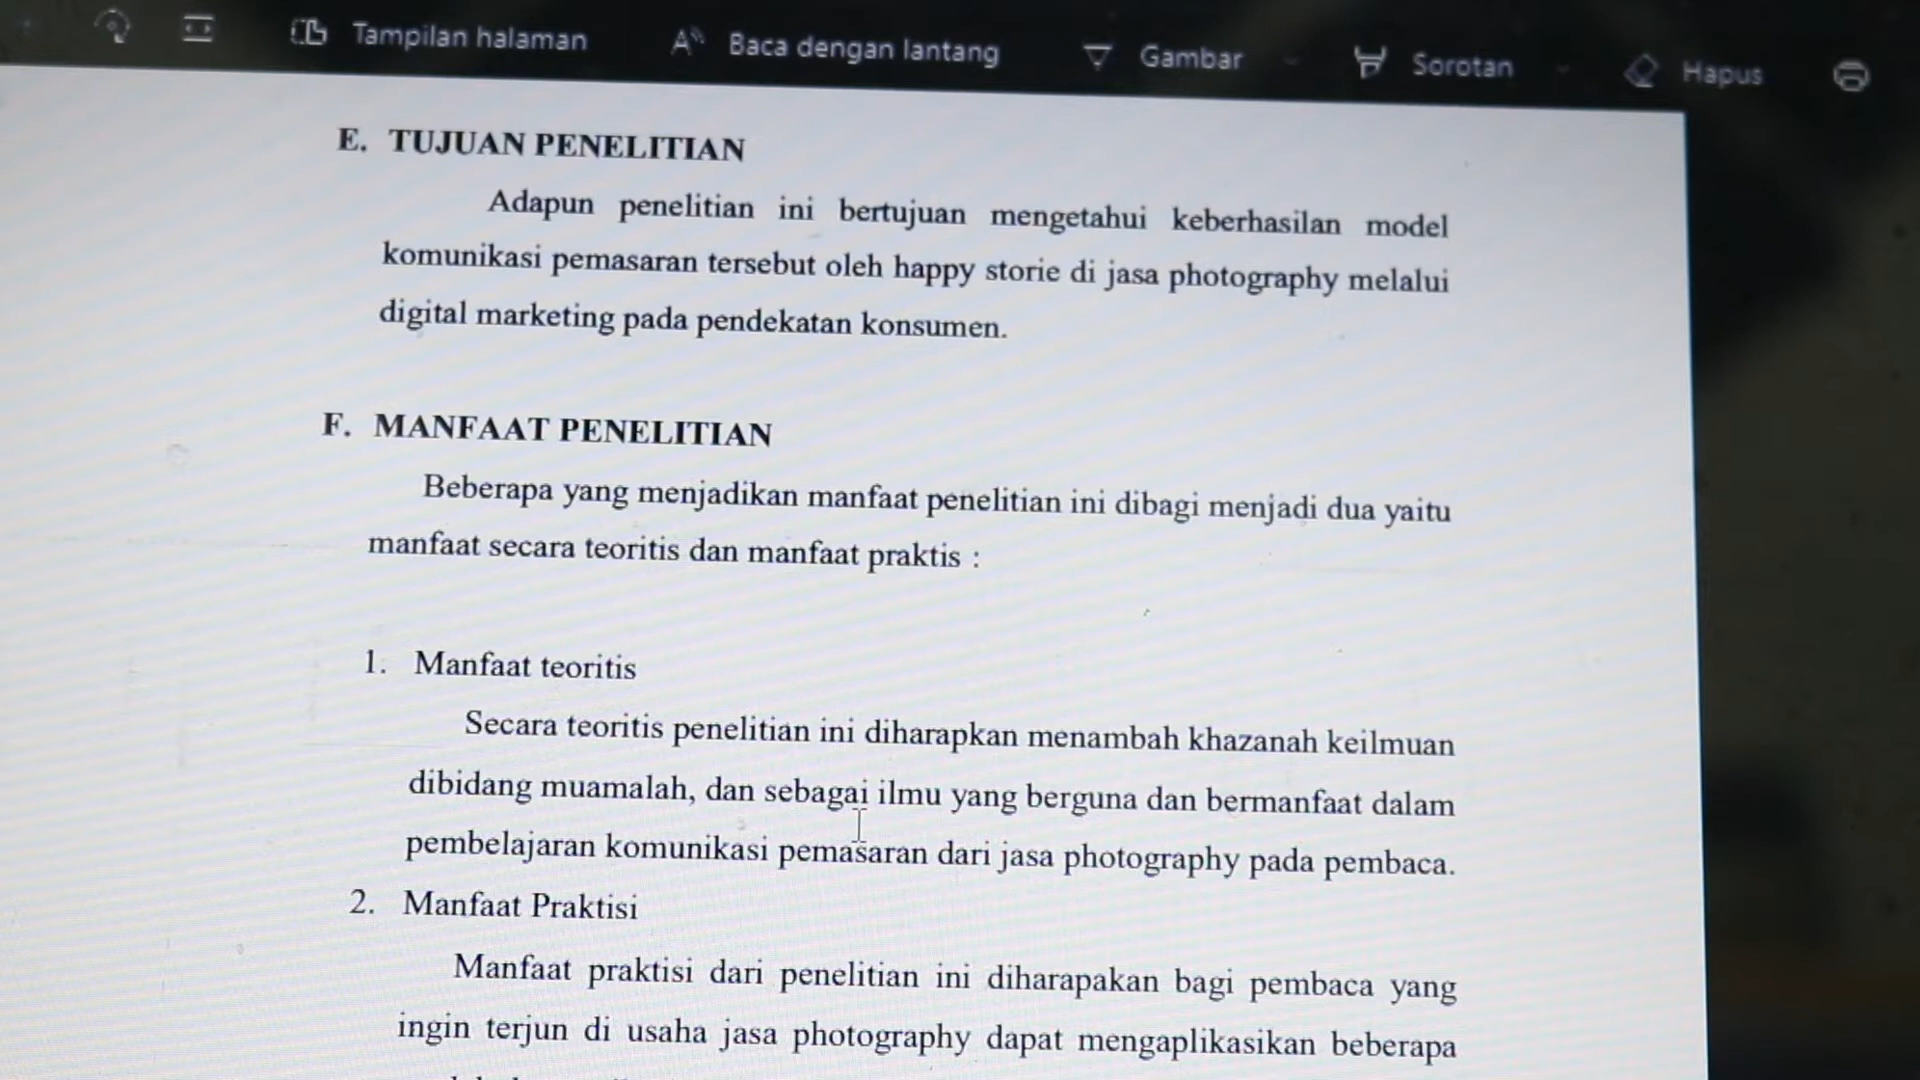 Tampilan halaman
Baca dengan lantang
Gambar
Sorotan
Hapus
E. TUJUAN PENELITIAN
Adapun penelitian ini bertujuan mengetahui keberhasilan model
komunikasi pemasaran tersebut oleh happy storie di jasa photography melalui
digital marketing pada pendekatan konsumen.
F. MANFAAT PENELITIAN
Beberapa yang menjadikan manfaat penelitian ini dibagi menjadi dua yaitu
manfaat secara teoritis dan manfaat praktis :
1. Manfaat teoritis
Secara teoritis penelitian ini diharapkan menambah khazanah keilmuan
dibidang muamalah, dan sebagai ilmu yang berguna dan bermanfaat dalam
pembelajaran komunikasi pemasaran dari jasa photography pada pembaca.
2. Manfaat Praktisi
Manfaat praktisi dari penelitian ini diharapakan bagi pembaca yang
ingin terjun di usaha jasa photography dapat mengaplikasikan beberapa